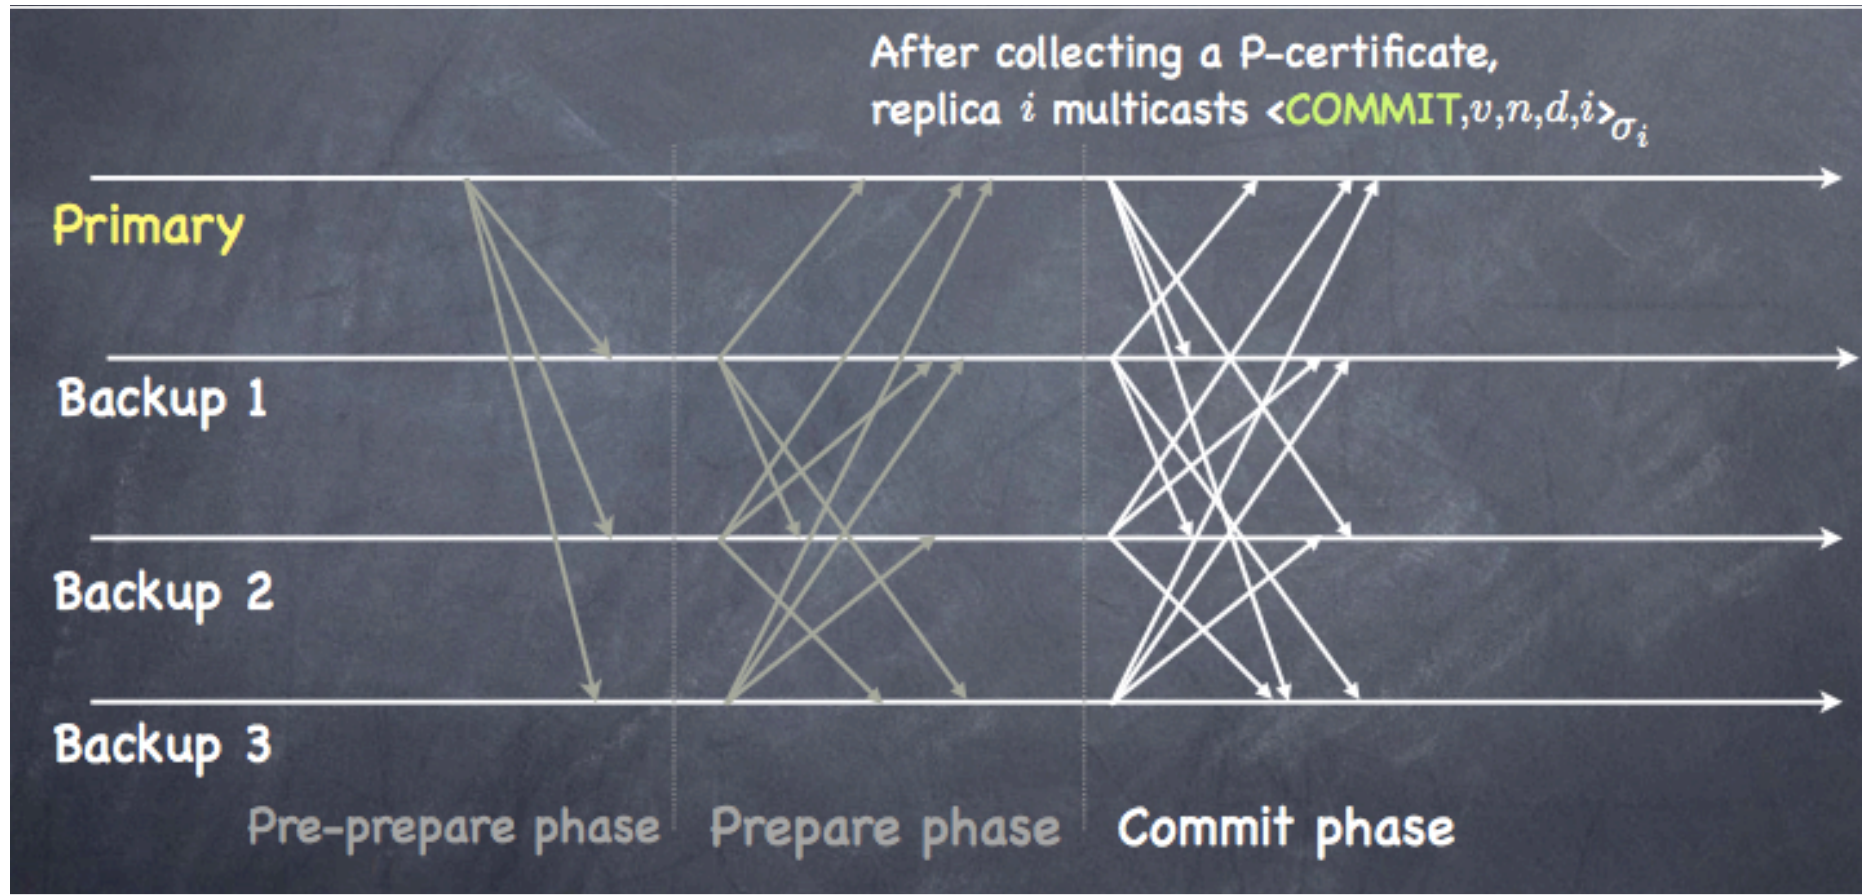 After collecting a P-certificate,
replica i multicasts <COMMIT,v,n,d,i>σi
Primary
Backup 1
Backup 2
Backup 3
Pre-prepare phase
Prepare phase
Commit phase